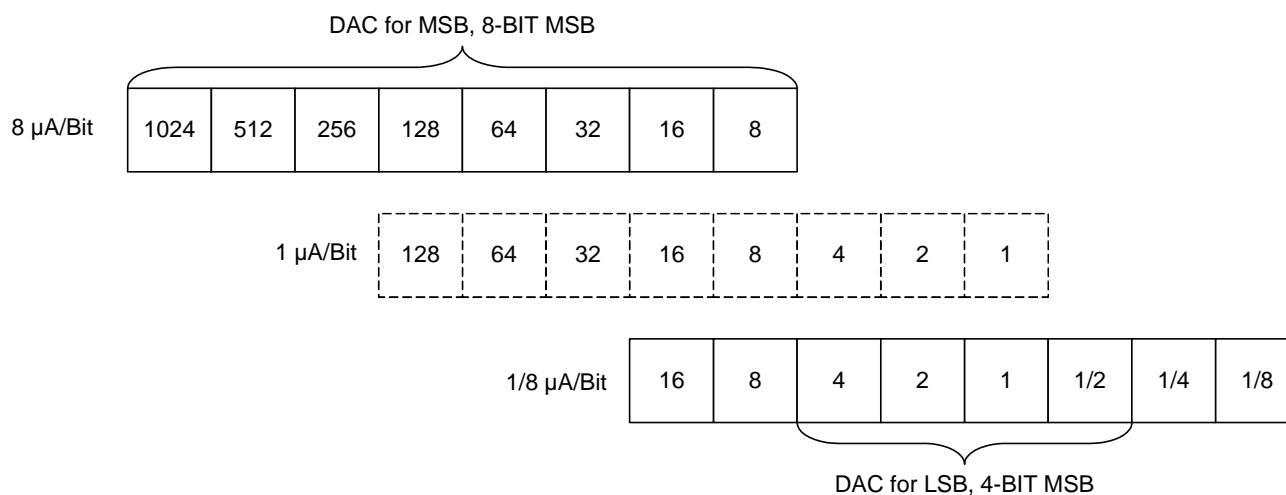 DAC for MSB, 8-BIT MSB
8 µA/Bit 1024 512 256 128 64 32 16 8
1 µA/Bit 128 64 32 16 8 4 2 1
1/8 µA/Bit 16 8 4 2 1 1/2 1/4 1/8
DAC for LSB, 4-BIT MSB